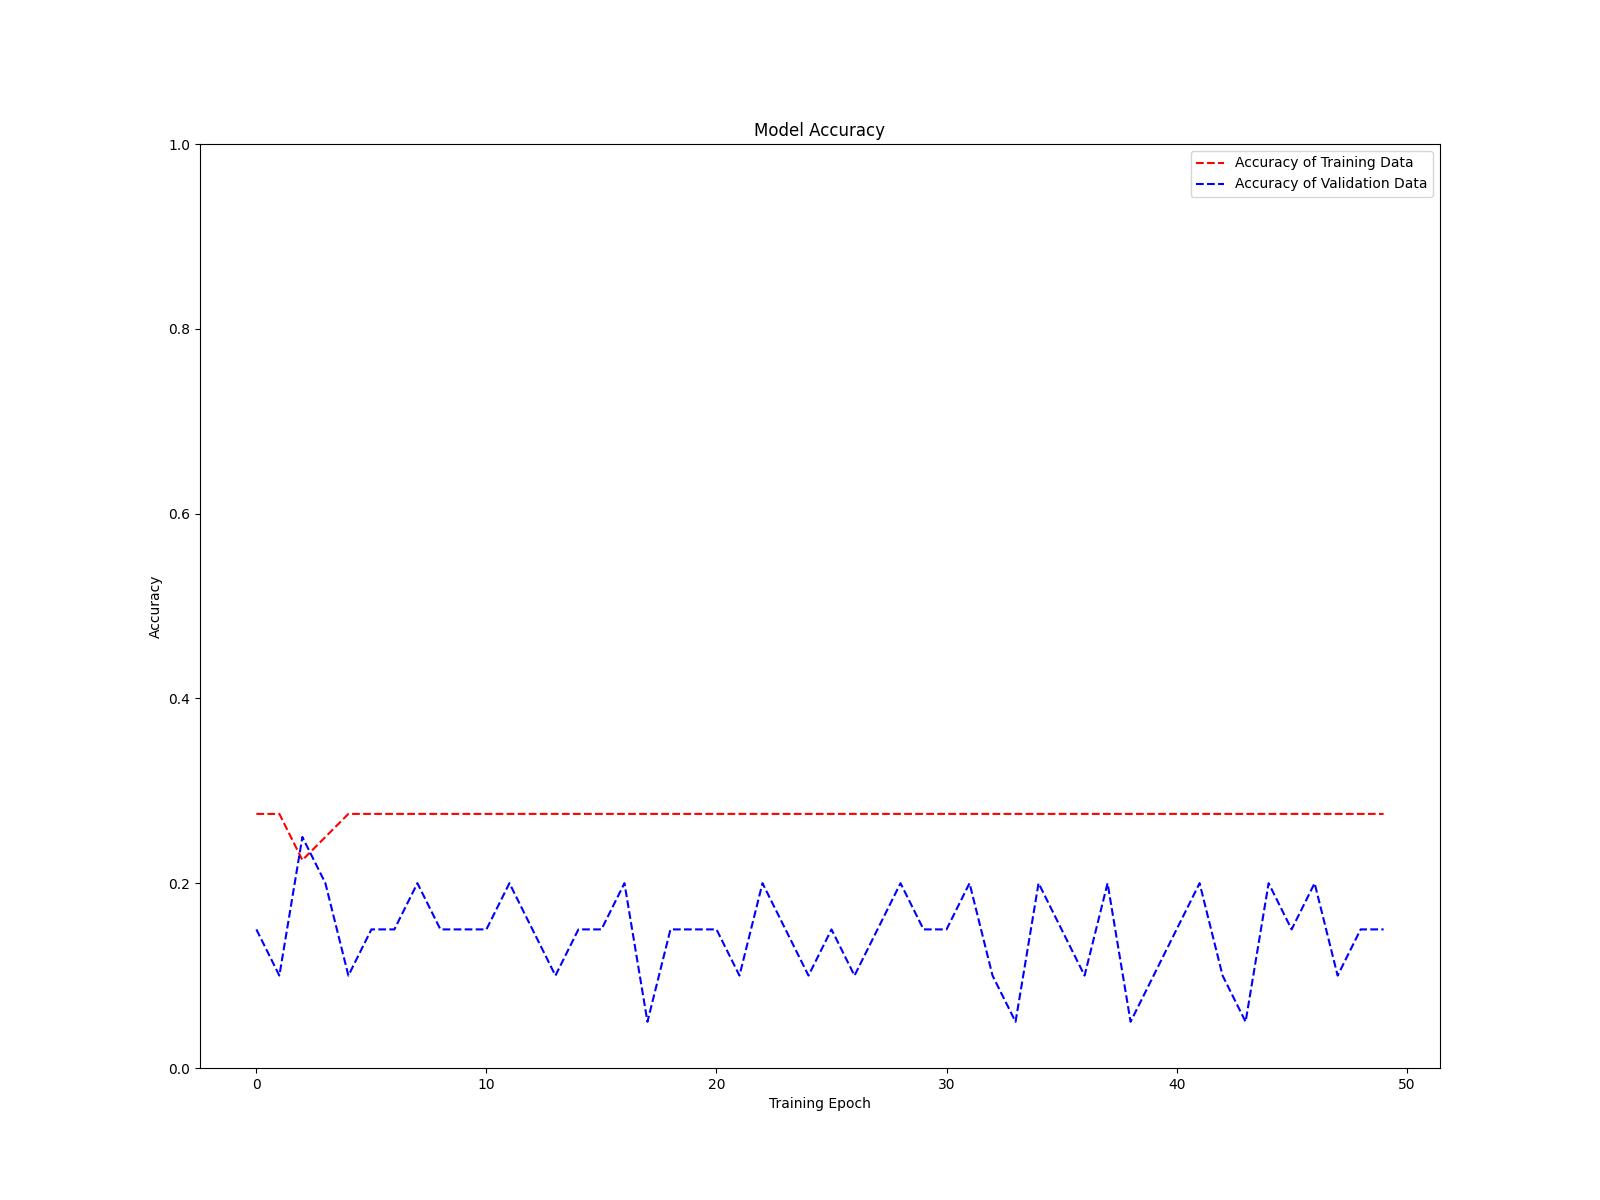 Model Accuracy
1.0
0.8
0.6
0.4
0.2
0.0
Accuracy
Accuracy of Training Data
Accuracy of Validation Data
0 10 20 30 40 50
Training Epoch